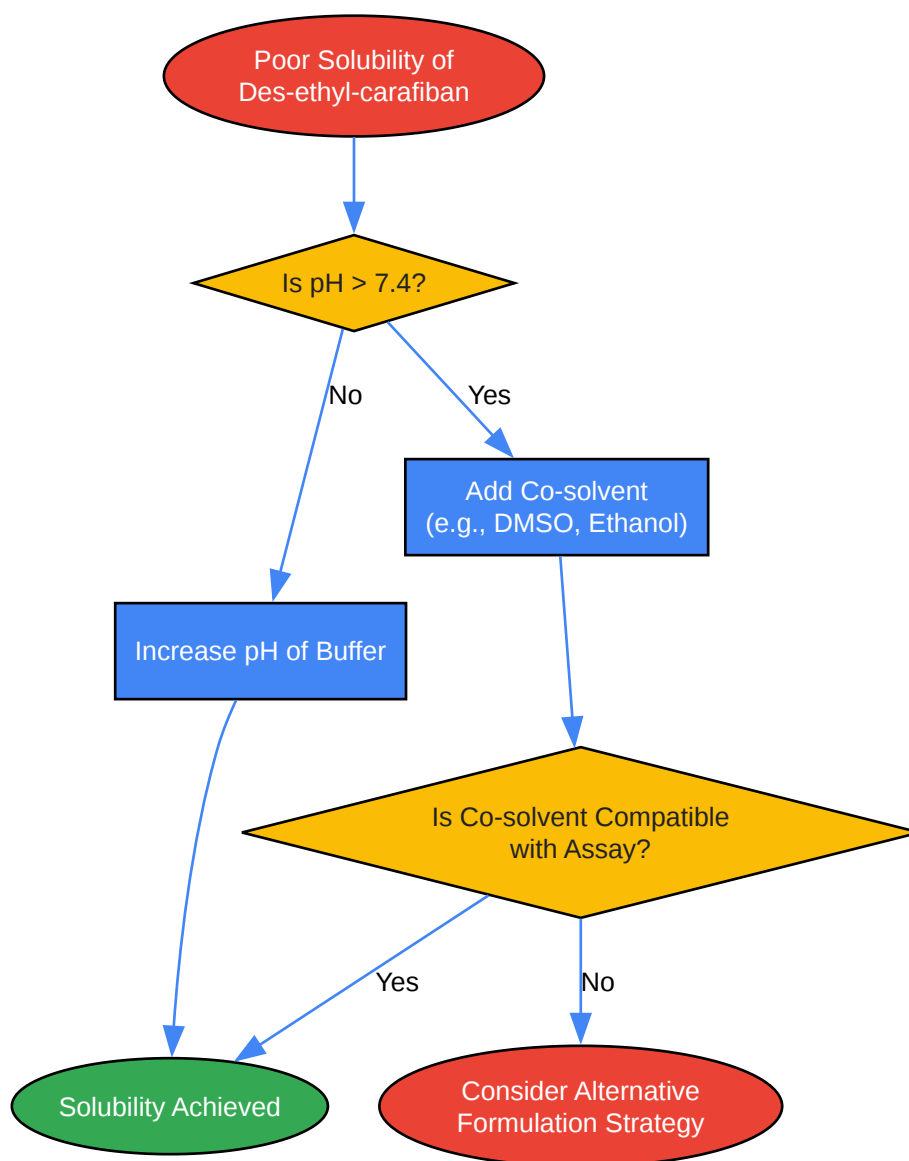 Poor Solubility of
Des-ethyl-carafiban
Is pH > 7.4?
No
Yes
Add Co-solvent
(e.g., DMSO, Ethanol)
Increase pH of Buffer
Is Co-solvent Compatible
with Assay?
Yes
No
Solubility Achieved
Consider Alternative
Formulation Strategy